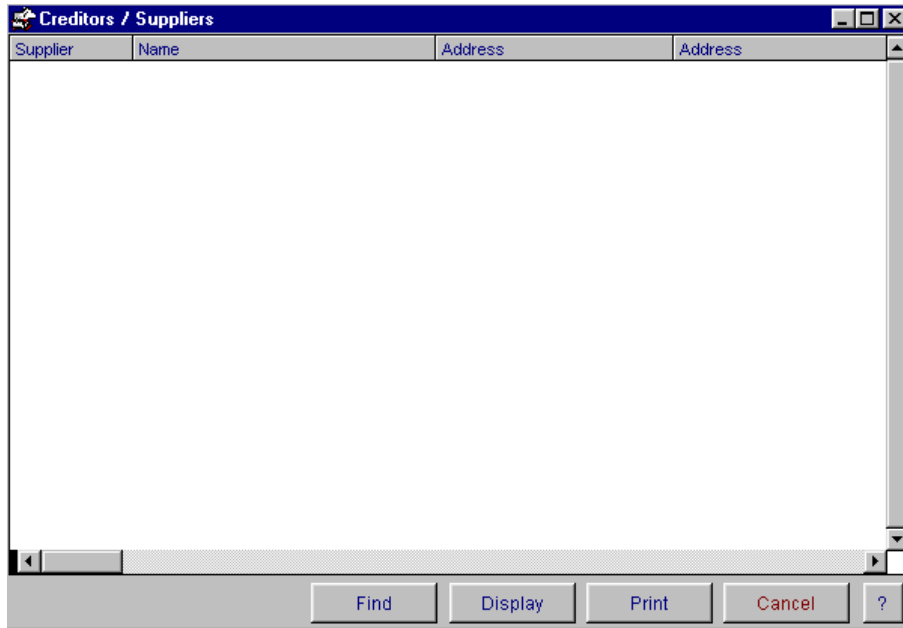 Creditors / Suppliers
Supplier Name Address Address
Find Display Print Cancel ?